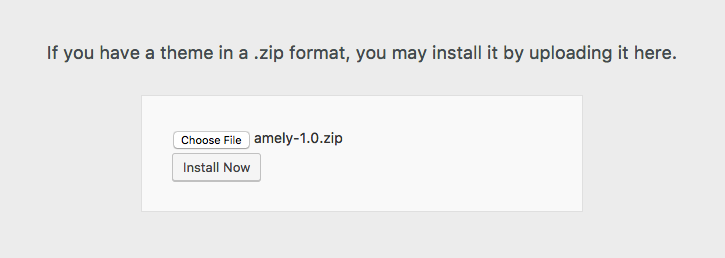 If you have a theme in a .zip format, you may install it by uploading it here.
Choose File amely-1.0.zip
Install Now